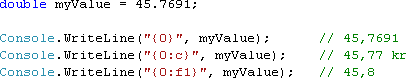 double myValue = 45.7691;
Console.WriteLine("{0}", myValue); // 45,7691
Console.WriteLine("{0:c}", myValue); // 45,77 kr
Console.WriteLine("{0:f1}", myValue); // 45,8